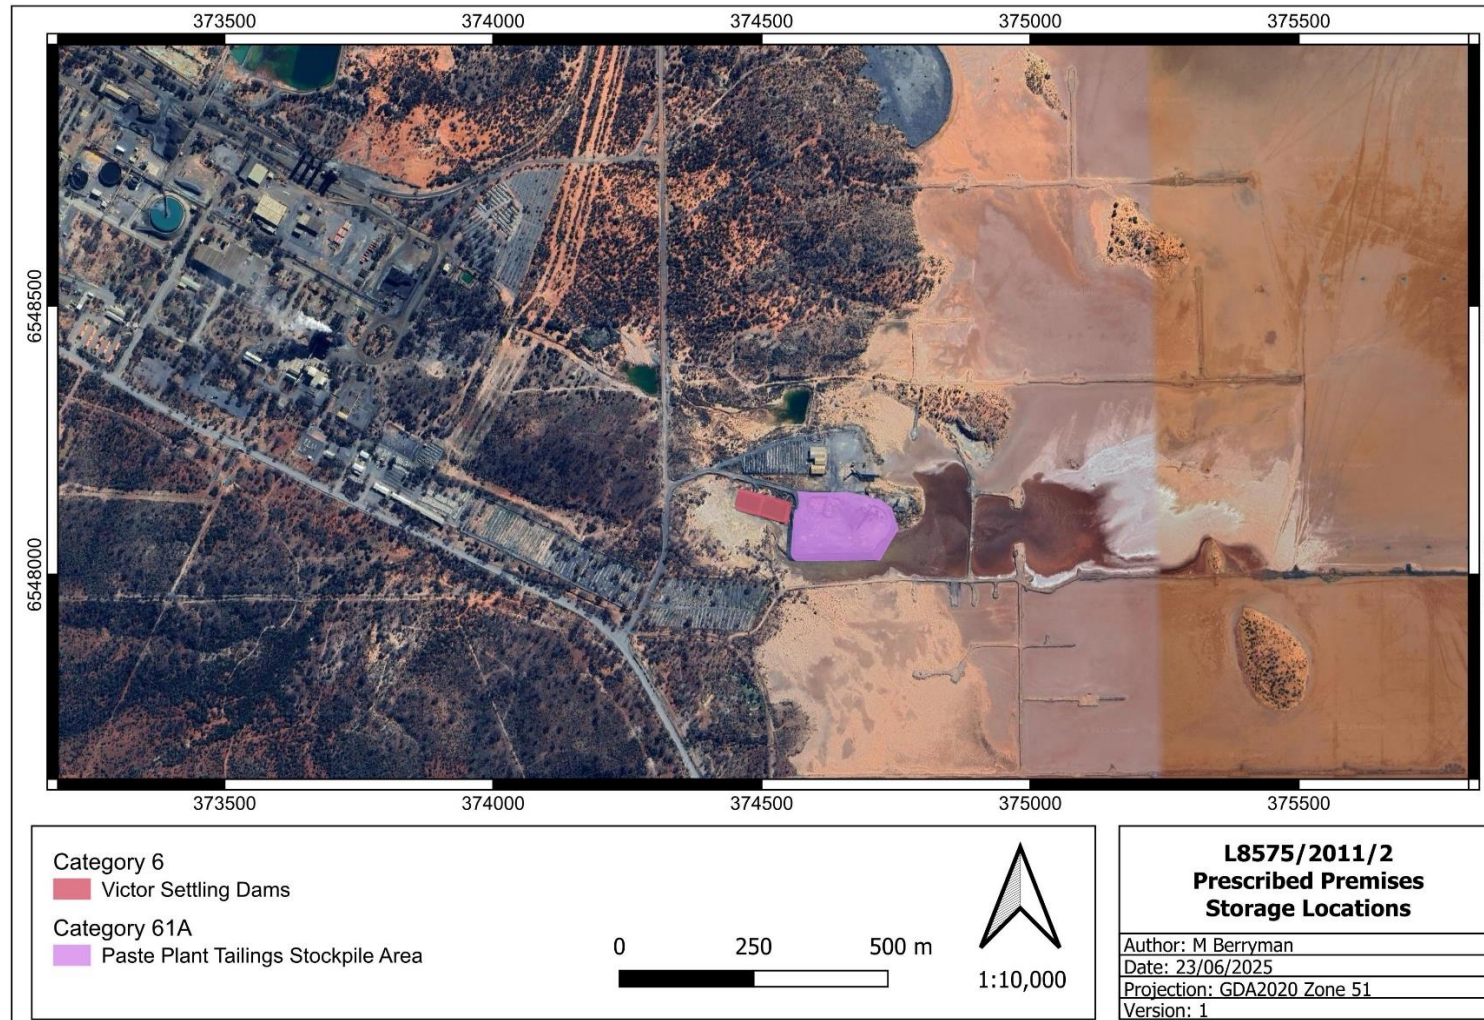 373500 374000 374500 375000 375500
6548500
6548000
373500 374000 374500 375000 375500
Category 6
Victor Settling Dams
Category 61A
Paste Plant Tailings Stockpile Area
0 250 500 m
1:10,000
L8575/2011/2
Prescribed Premises
Storage Locations
Author: M Berryman
Date: 23/06/2025
Projection: GDA2020 Zone 51
Version: 1